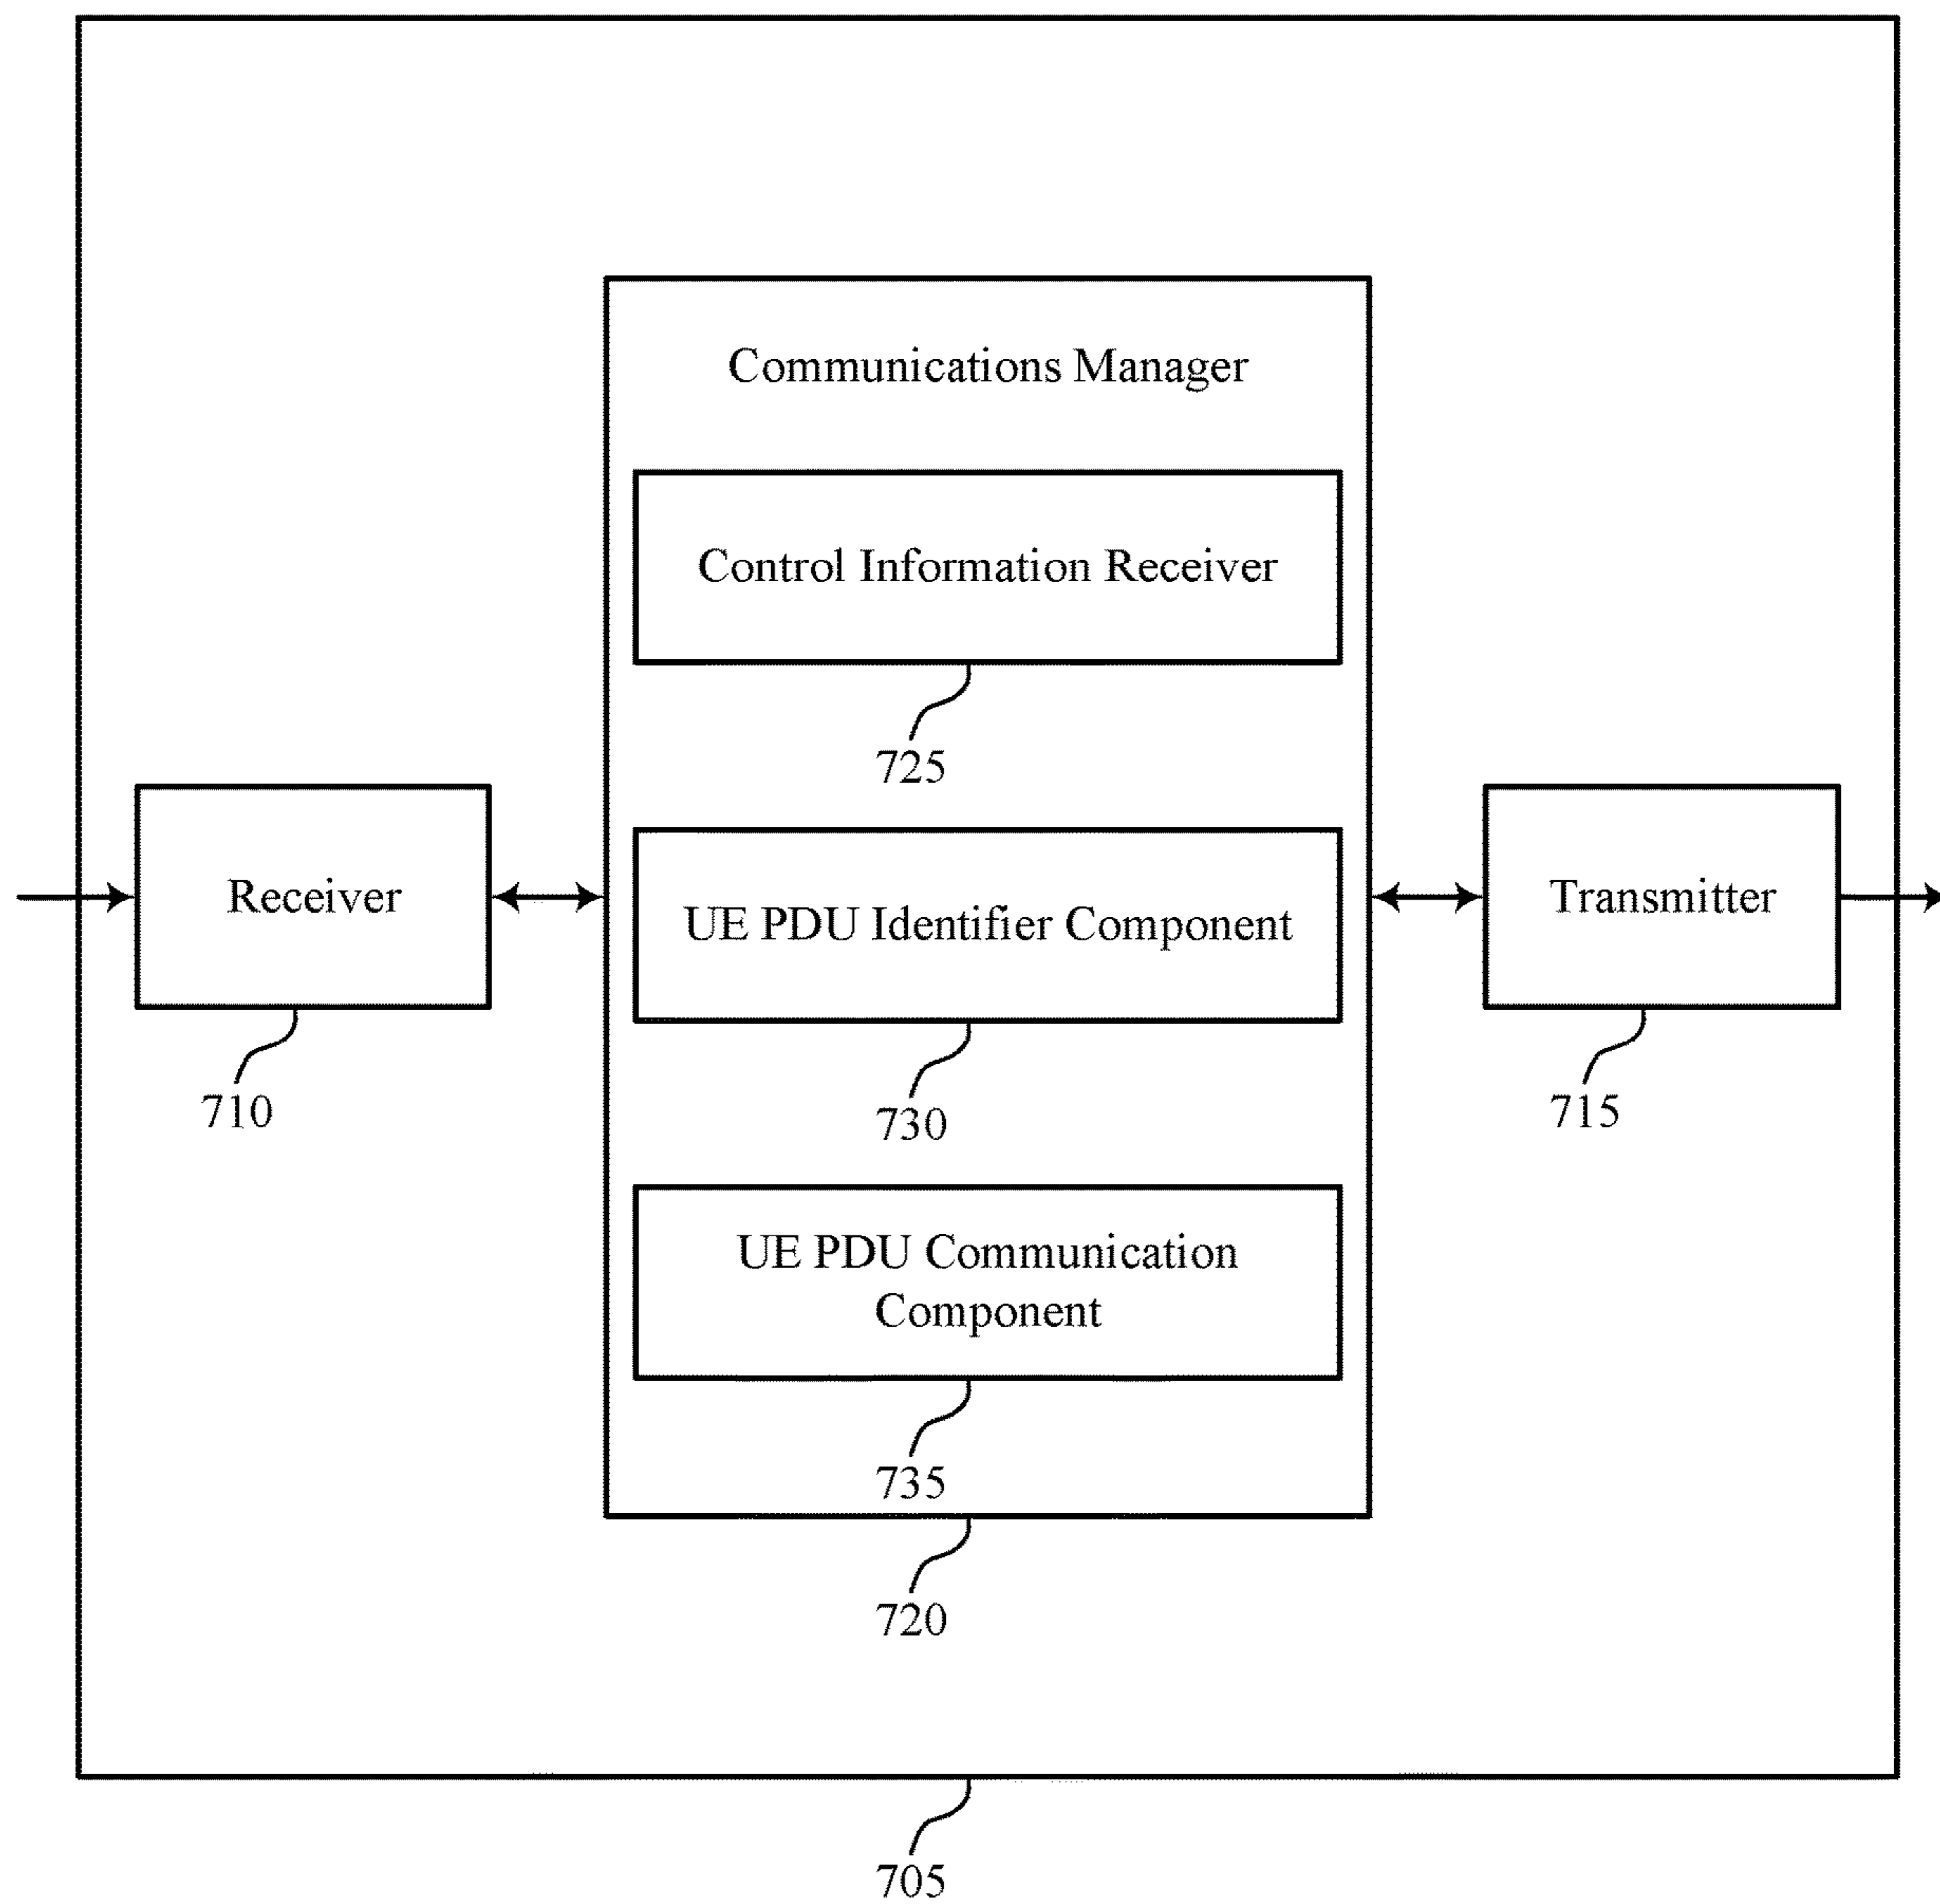 Communications Manager
Control Information Receiver
725
Receiver
710
UE PDU Identifier Component
730
Transmitter
715
UE PDU Communication
Component
735
720
705